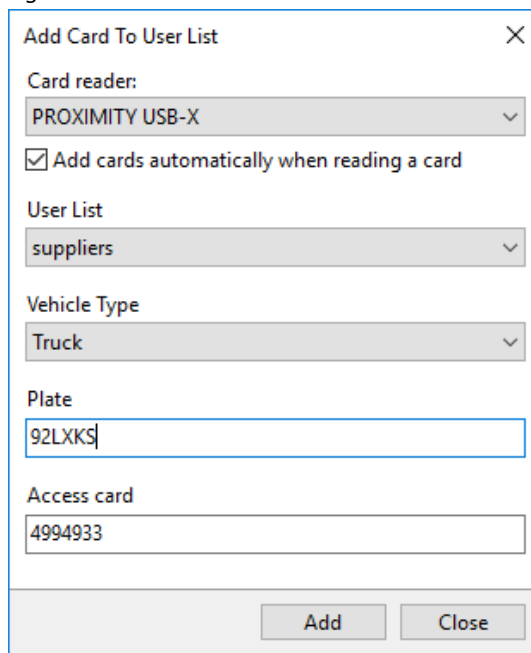 Add Card To User List
Card reader:
PROXIMITY USB-X
Add cards automatically when reading a card
User List
suppliers
Vehicle Type
Truck
Plate
92LXKS
Access card
4994933
Add Close